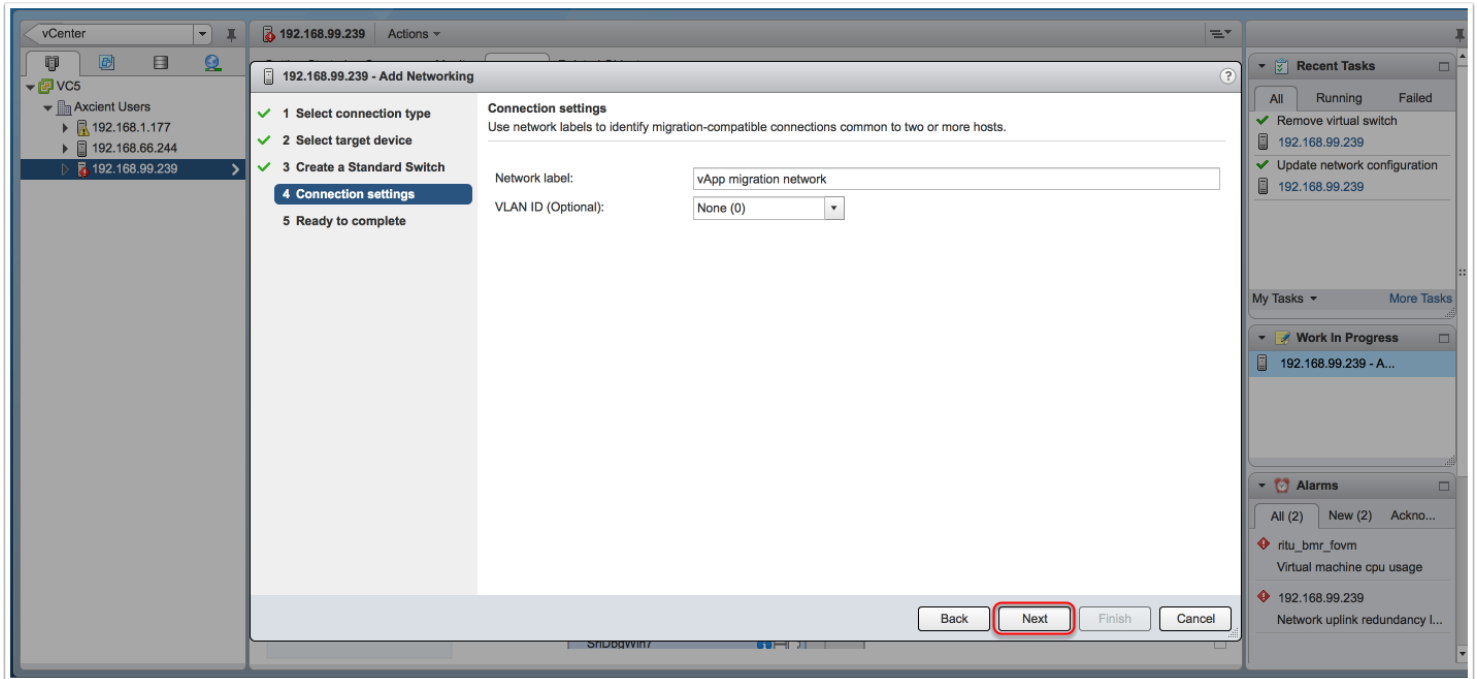 vCenter
192.168.99.239 Actions
VC5
Axcient Users
192.168.1.177
192.168.66.244
192.168.99.239
192.168.99.239 - Add Networking
?
1 Select connection type
2 Select target device
3 Create a Standard Switch
4 Connection settings
5 Ready to complete
Connection settings
Use network labels to identify migration-compatible connections common to two or more hosts.
Network label: vApp migration network
VLAN ID (Optional): None (0)
Back Next Finish Cancel
Recent Tasks
All Running Failed
Remove virtual switch
192.168.99.239
Update network configuration
192.168.99.239
My Tasks More Tasks
Work In Progress
192.168.99.239 - A...
Alarms
All (2) New (2) Ackno...
ritu_bmr_fovm
Virtual machine cpu usage
192.168.99.239
Network uplink redundancy l...